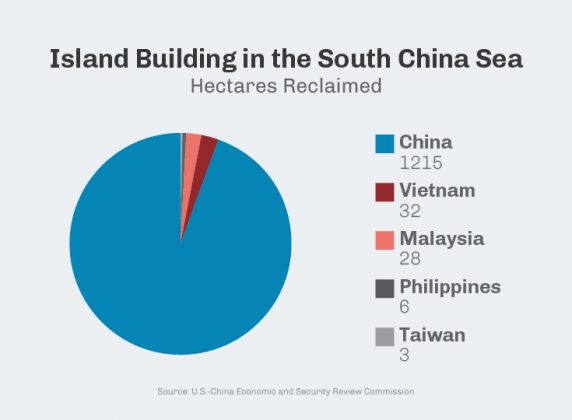 Island Building in the South China Sea
Hectares Reclaimed
China
1215
Vietnam
32
Malaysia
28
Philippines
6
Taiwan
3
Source: U.S.-China Economic and Security Review Commission